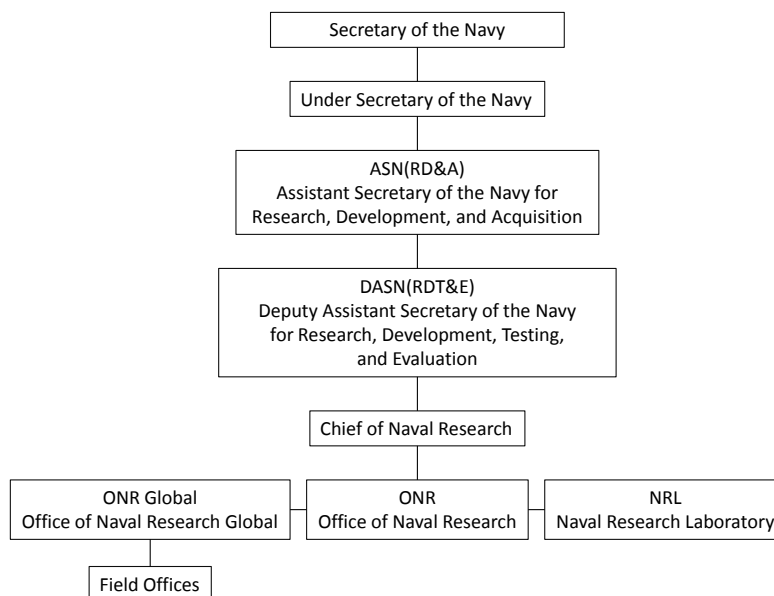 Secretary of the Navy
Under Secretary of the Navy
ASN(RD&A)
Assistant Secretary of the Navy for
Research, Development, and Acquisition
DASN(RDT&E)
Deputy Assistant Secretary of the Navy
for Research, Development, Testing,
and Evaluation
Chief of Naval Research
ONR Global
Office of Naval Research Global
ONR
Office of Naval Research
NRL
Naval Research Laboratory
Field Offices